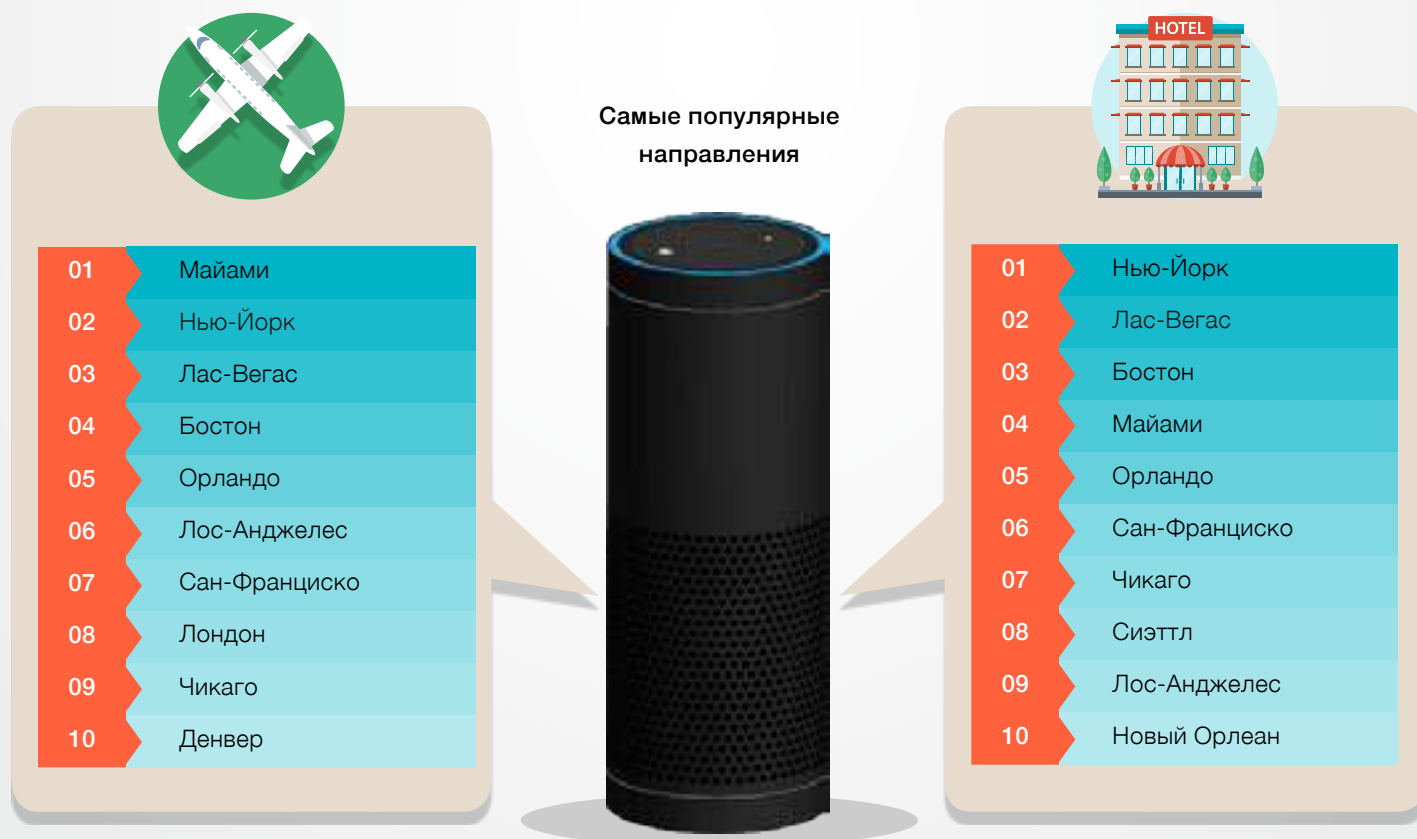 HOTEL
Самые популярные
направления
01 Майами
02 Нью-Йорк
03 Лас-Вегас
04 Бостон
05 Орландо
06 Лос-Анджелес
07 Сан-Франциско
08 Лондон
09 Чикаго
10 Денвер
01 Нью-Йорк
02 Лас-Вегас
03 Бостон
04 Майами
05 Орландо
06 Сан-Франциско
07 Чикаго
08 Сиэттл
09 Лос-Анджелес
10 Новый Орлеан